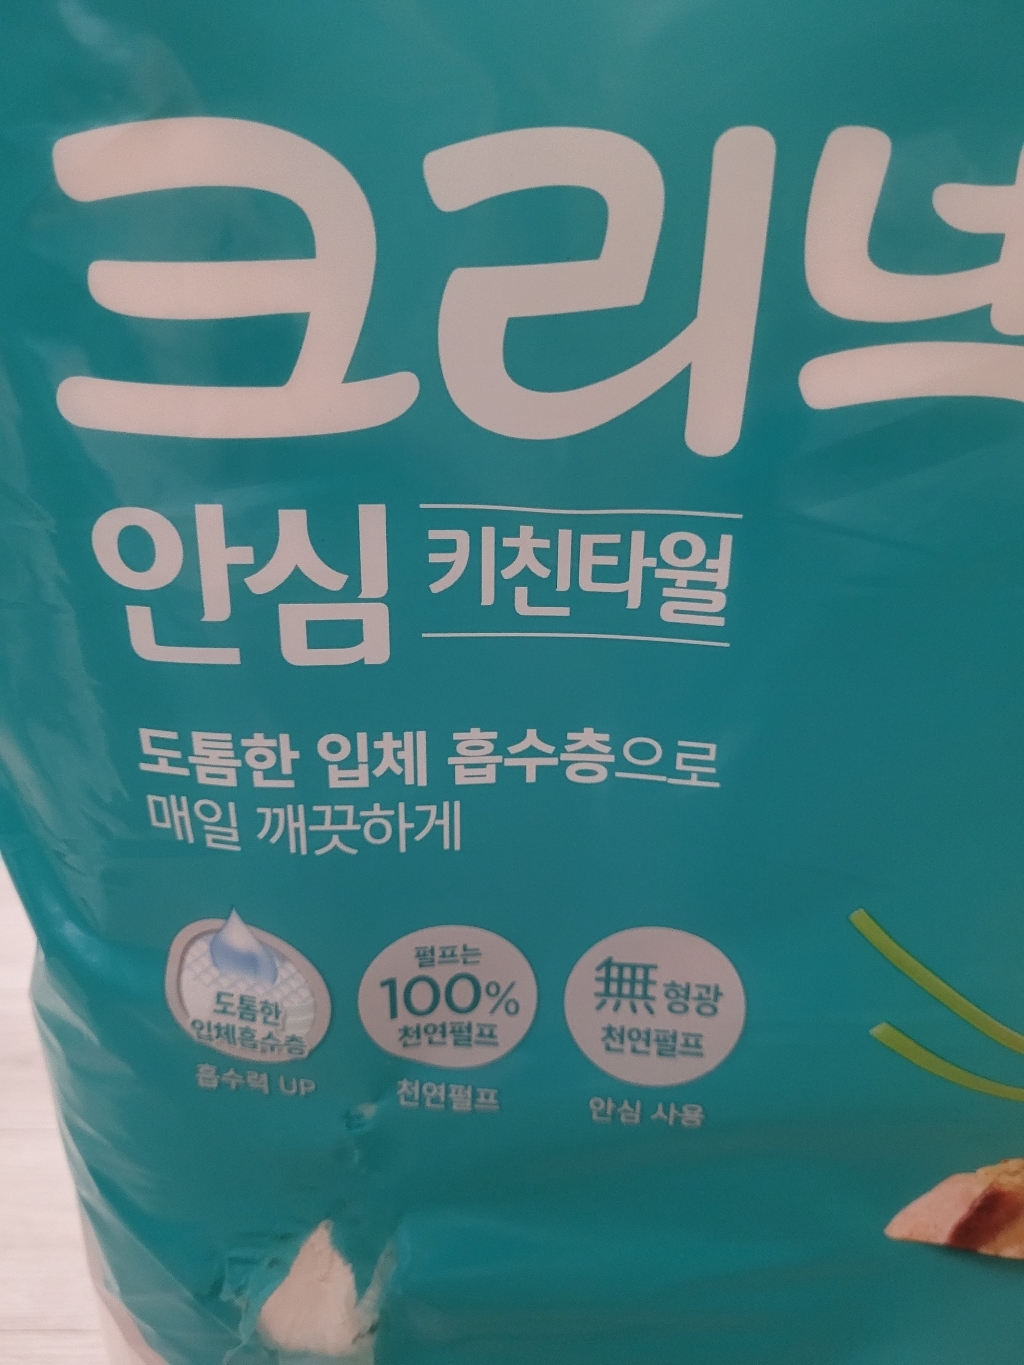 크리넥
안심 키친타월
도톰한 입체 흡수층으로
매일 깨끗하게
도톰한
입체흡수층
흡수력 UP
펄프는
100%
천연펄프
천연펄프
無형광
천연펄프
안심 사용